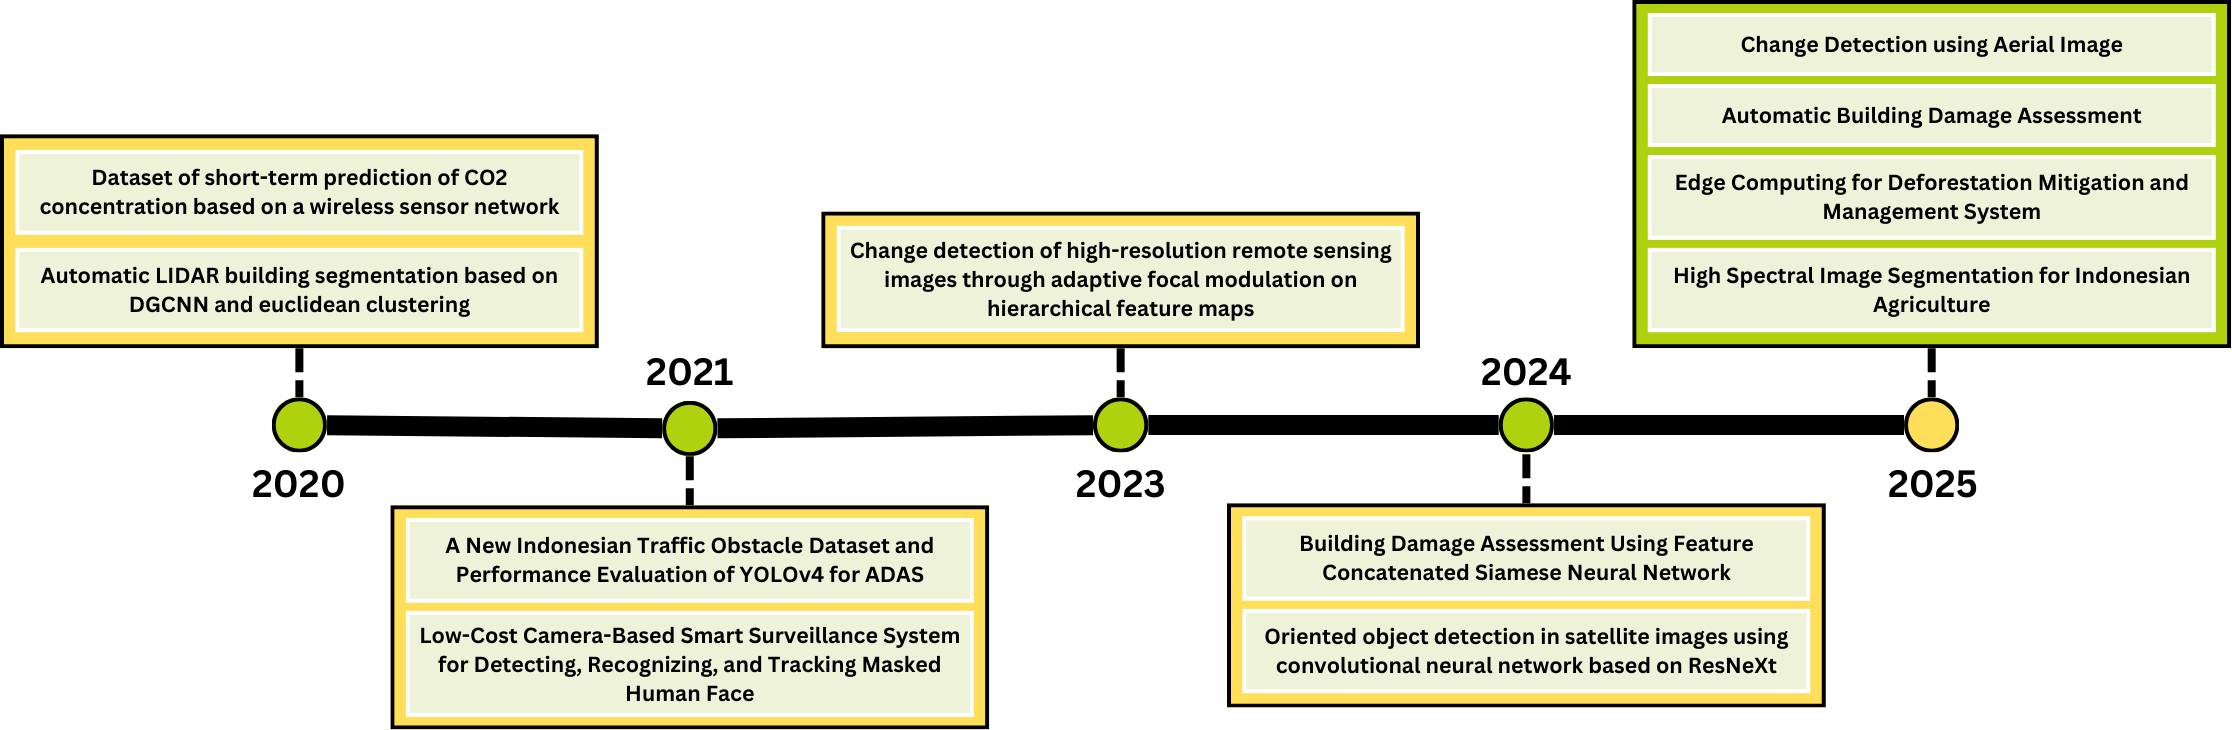 Dataset of short-term prediction of CO2
concentration based on a wireless sensor network
Automatic LIDAR building segmentation based on
DGCNN and euclidean clustering
2020
2021
A New Indonesian Traffic Obstacle Dataset and
Performance Evaluation of YOLOv4 for ADAS
Low-Cost Camera-Based Smart Surveillance System
for Detecting, Recognizing, and Tracking Masked
Human Face
Change detection of high-resolution remote sensing
images through adaptive focal modulation on
hierarchical feature maps
2023
2024
Building Damage Assessment Using Feature
Concatenated Siamese Neural Network
Oriented object detection in satellite images using
convolutional neural network based on ResNeXt
Change Detection using Aerial Image
Automatic Building Damage Assessment
Edge Computing for Deforestation Mitigation and
Management System
High Spectral Image Segmentation for Indonesian
Agriculture
2025